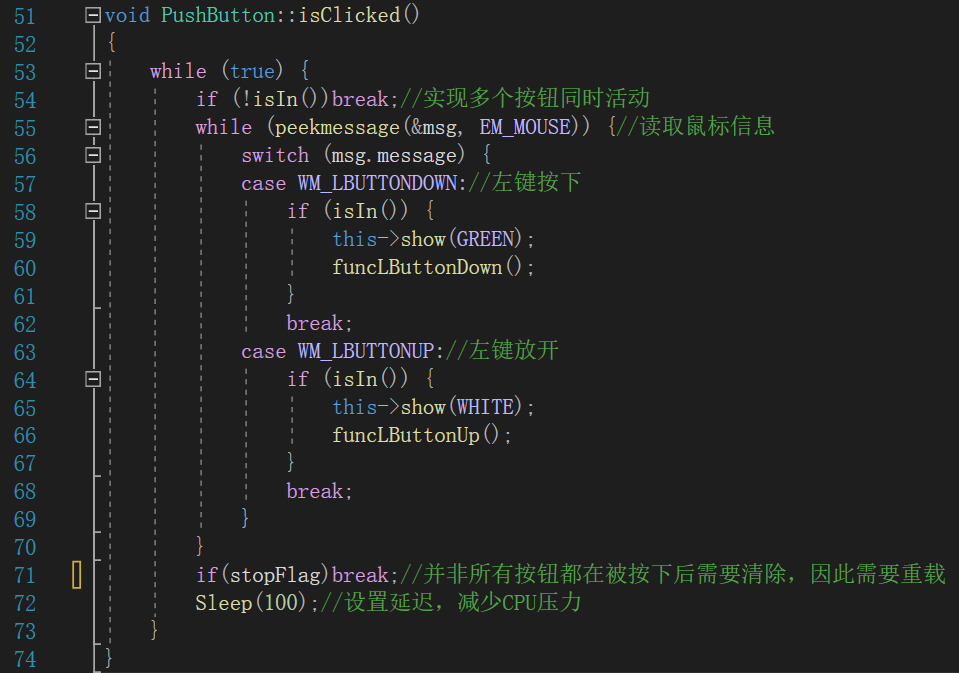 51 void PushButton::isClicked()
52 {
53 while (true) {
54 if (!isIn())break;//实现多个按钮同时活动
55 while (peekmessage(&msg, EM_MOUSE)) {//读取鼠标信息
56 switch (msg.message) {
57 case WM_LBUTTONDOWN://左键按下
58 if (isIn()) {
59 this->show(GREEN);
60 funcLButtonDown();
61 }
62 break;
63 case WM_LBUTTONUP://左键放开
64 if (isIn()) {
65 this->show(WHITE);
66 funcLButtonUp();
67 }
68 break;
69 }
70 }
71 if(stopFlag)break;//并非所有按钮都在被按下后需要清除，因此需要重载
72 Sleep(100);//设置延迟，减少CPU压力
73 }
74 }